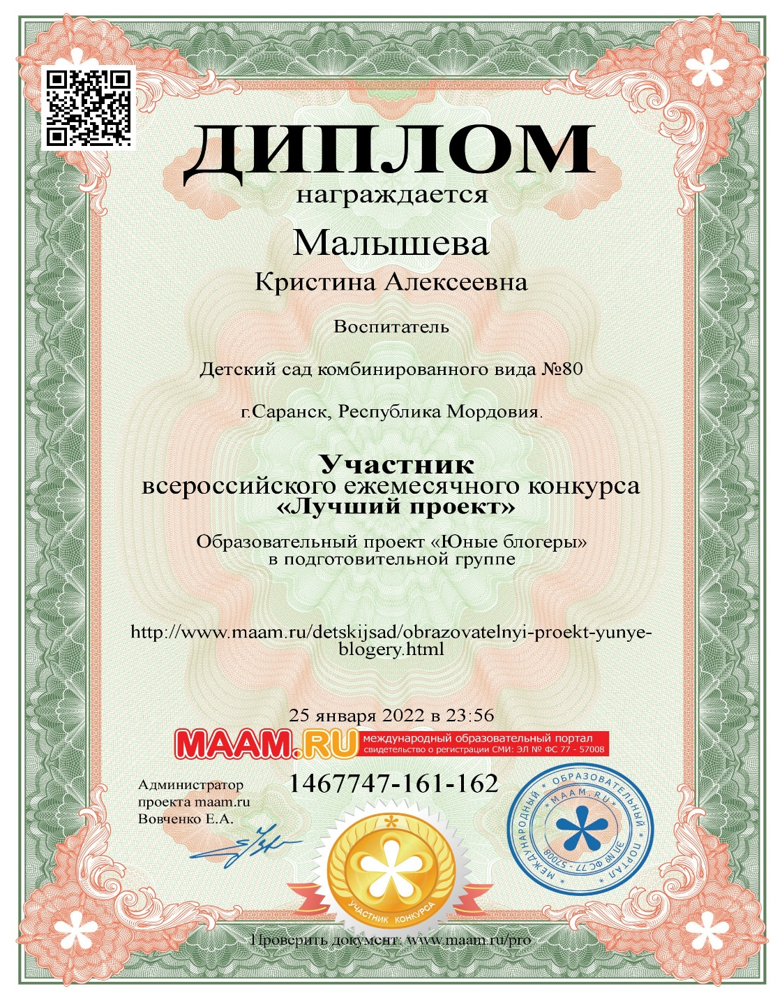 ДИПЛОМ
награждается
Малышева
Кристина Алексеевна
Воспитатель
Детский сад комбинированного вида №80
г.Саранск, Республика Мордовия.
Участник
всероссийского ежемесячного конкурса
«Лучший проект»
Образовательный проект «Юные блогеры»
в подготовительной группе
http://www.maam.ru/detskijsad/obrazovatelnyi-proekt-yunye-
blogery.html
25 января 2022 в 23:56
MAAM.RU
международный образовательный портал
свидетельство о регистрации СМИ: ЭЛ № ФС 77 - 57008
1467747-161-162
Администратор
проекта maam.ru
Вовченко Е.А.
* МЕЖДУНАРОДНЫЙ * ОБРАЗОВАТЕЛЬНЫЙ * ПОРТАЛ *
* MAAM.RU *
ЭЛ № ФС 77 - 57008
УЧАСТНИК КОНКУРСА
Проверить документ: www.maam.ru/pro